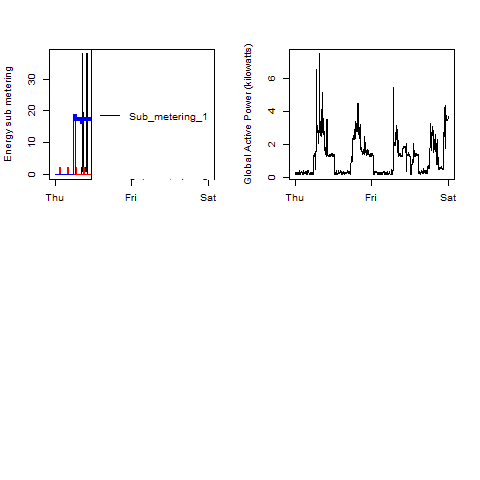 Energy sub metering
0
10
20
30
Thu
Fri
Sat
Sub_metering_1
Global Active Power (kilowatts)
0
2
4
6
Thu
Fri
Sat